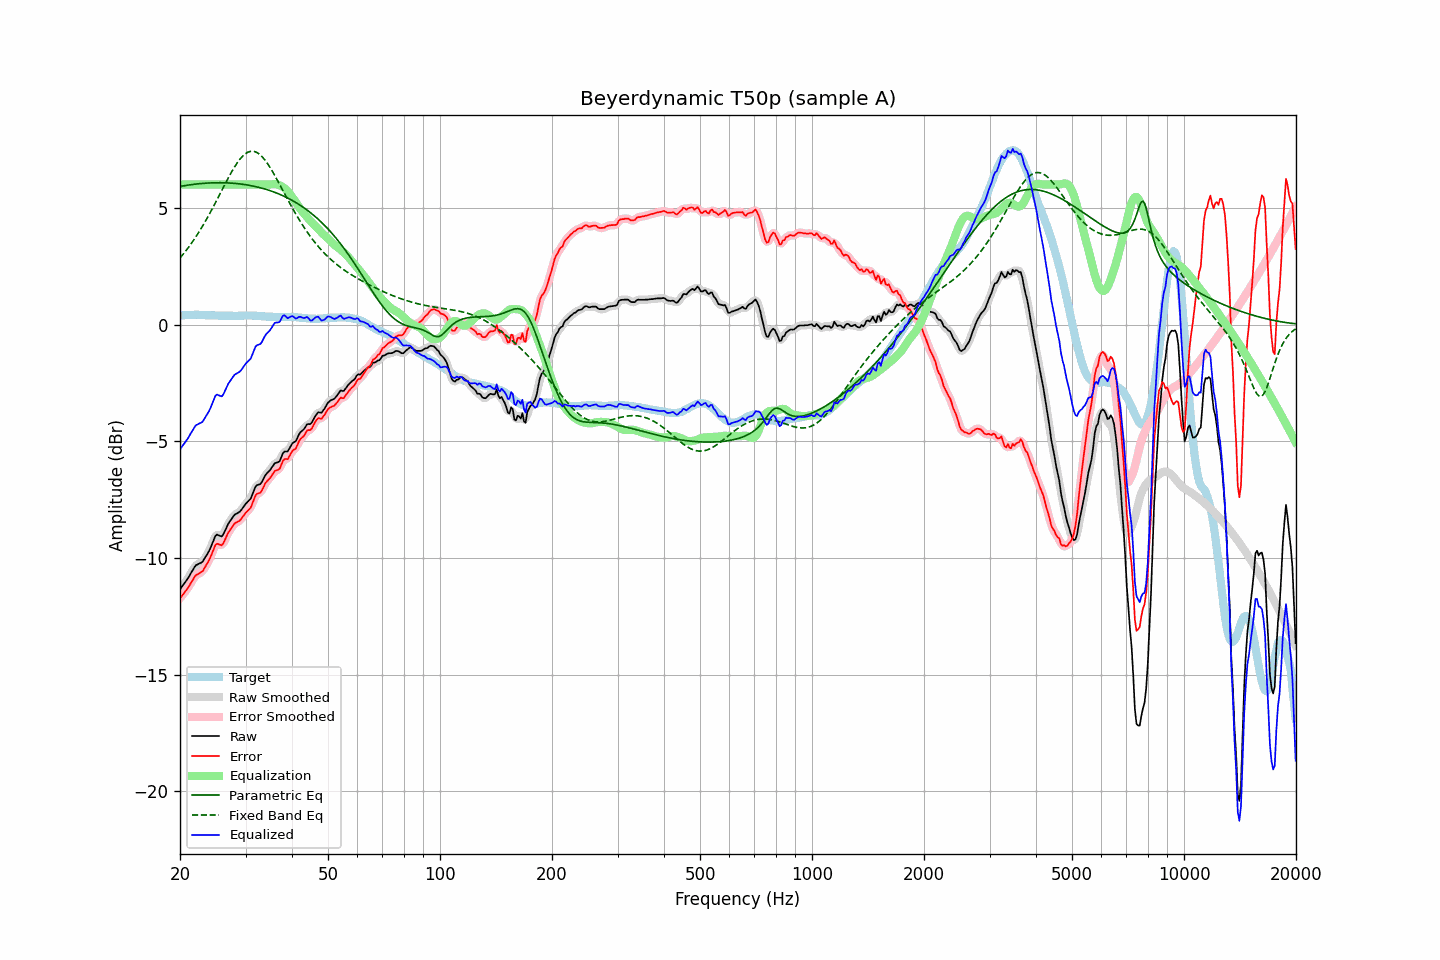 Beyerdynamic T50p (sample A)
Amplitude (dBr)
5
0
−5
−10
−15
−20
Target
Raw Smoothed
Error Smoothed
Raw
Error
Equalization
Parametric Eq
Fixed Band Eq
Equalized
20 50 100 200 500 1000 2000 5000 10000 20000
Frequency (Hz)